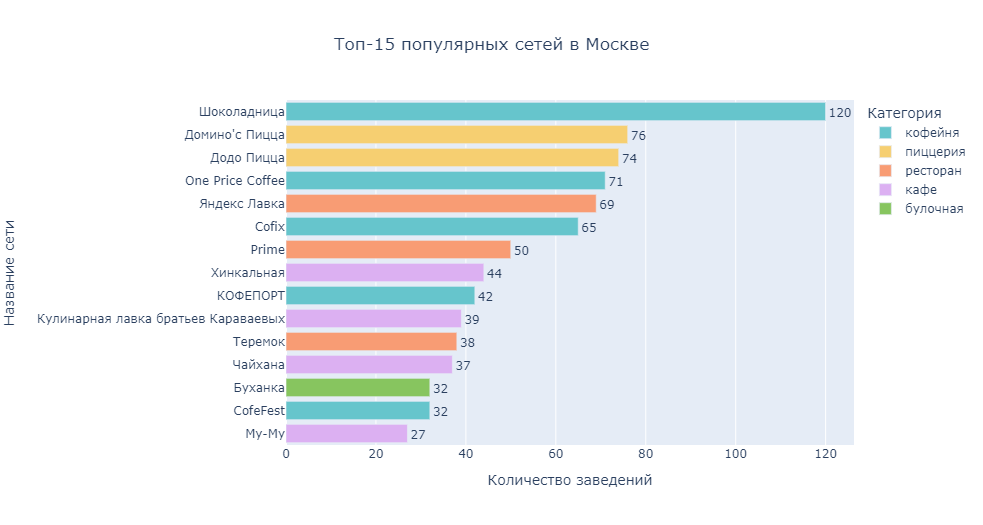 Топ-15 популярных сетей в Москве
Название сети
Шоколадница 120
Домино'с Пицца 76
Додо Пицца 74
One Price Coffee 71
Яндекс Лавка 69
Cofix 65
Prime 50
Хинкальная 44
КОФЕПОРТ 42
Кулинарная лавка братьев Караваевых 39
Теремок 38
Чайхана 37
Буханка 32
CofeFest 32
Му-Му 27
0 20 40 60 80 100 120
Количество заведений
Категория
кофейня
пиццерия
ресторан
кафе
булочная